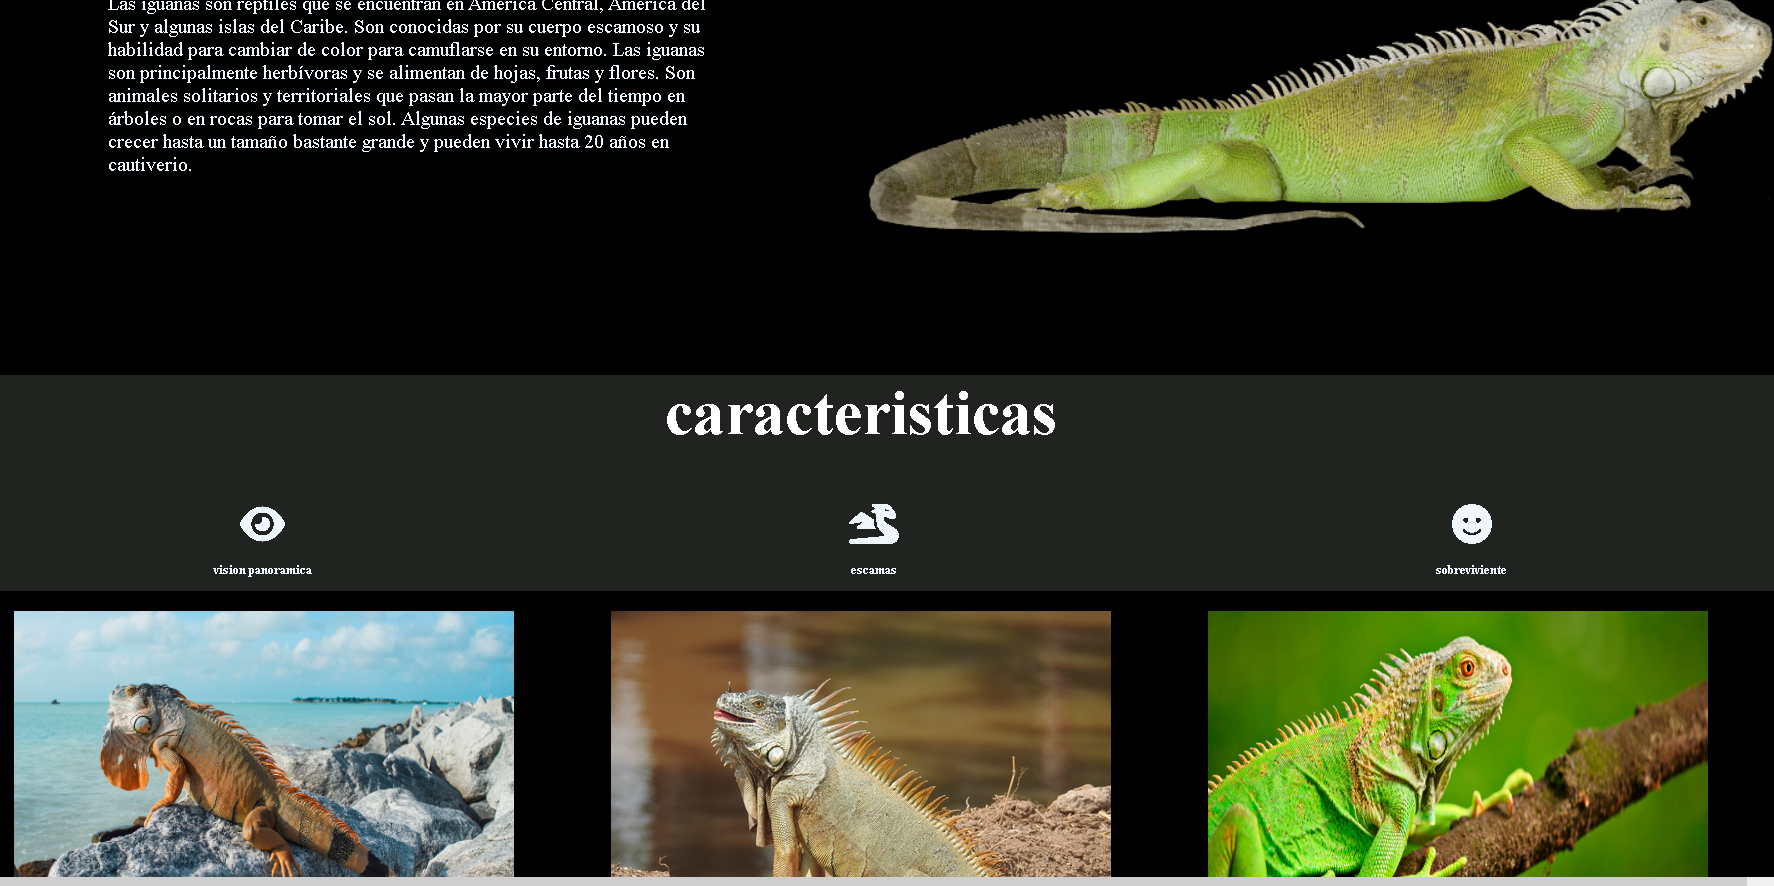 Las iguanas son reptiles que se encuentran en América Central, América del
Sur y algunas islas del Caribe. Son conocidas por su cuerpo escamoso y su
habilidad para cambiar de color para camuflarse en su entorno. Las iguanas
son principalmente herbívoras y se alimentan de hojas, frutas y flores. Son
animales solitarios y territoriales que pasan la mayor parte del tiempo en
árboles o en rocas para tomar el sol. Algunas especies de iguanas pueden
crecer hasta un tamaño bastante grande y pueden vivir hasta 20 años en
cautiverio.
caracteristicas
vision panoramica
escamas
sobreviviente